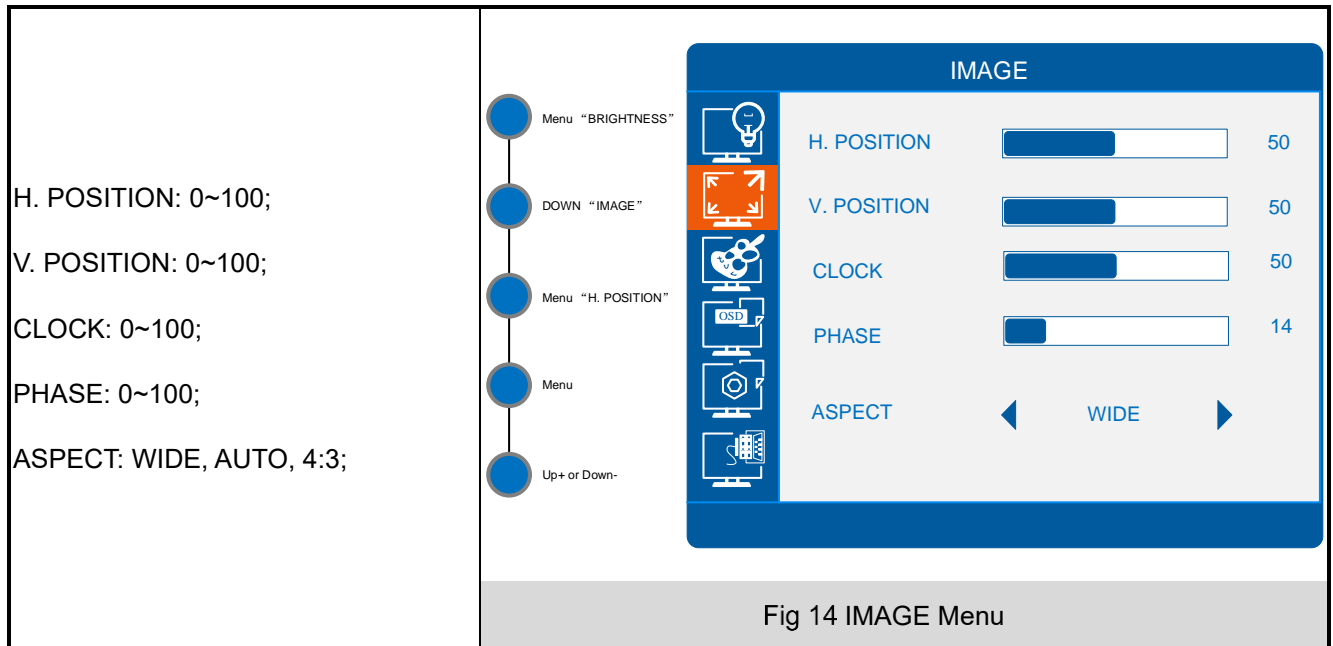 H. POSITION: 0~100;
V. POSITION: 0~100;
CLOCK: 0~100;
PHASE: 0~100;
ASPECT: WIDE, AUTO, 4:3;
Menu “BRIGHTNESS”
DOWN “IMAGE”
Menu “H. POSITION”
Menu
Up+ or Down-
IMAGE
H. POSITION 50
V. POSITION 50
CLOCK 50
PHASE 14
ASPECT WIDE
OSD
Fig 14 IMAGE Menu